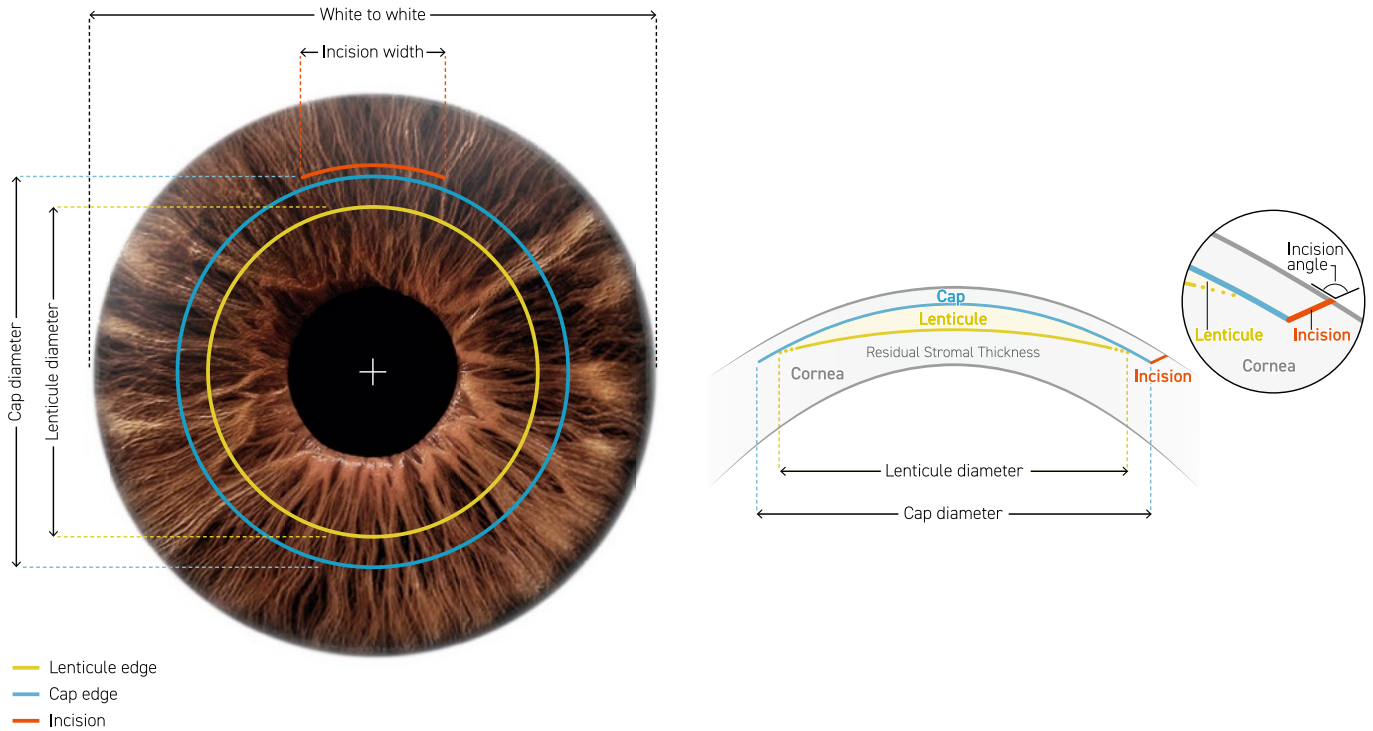 White to white
Incision width
Cap diameter
Lenticule diameter
Lenticule edge
Cap edge
Incision
Cap
Lenticule
Residual Stromal Thickness
Cornea
Incision
Lenticule diameter
Cap diameter
Incision
angle
Lenticule
Incision
Cornea